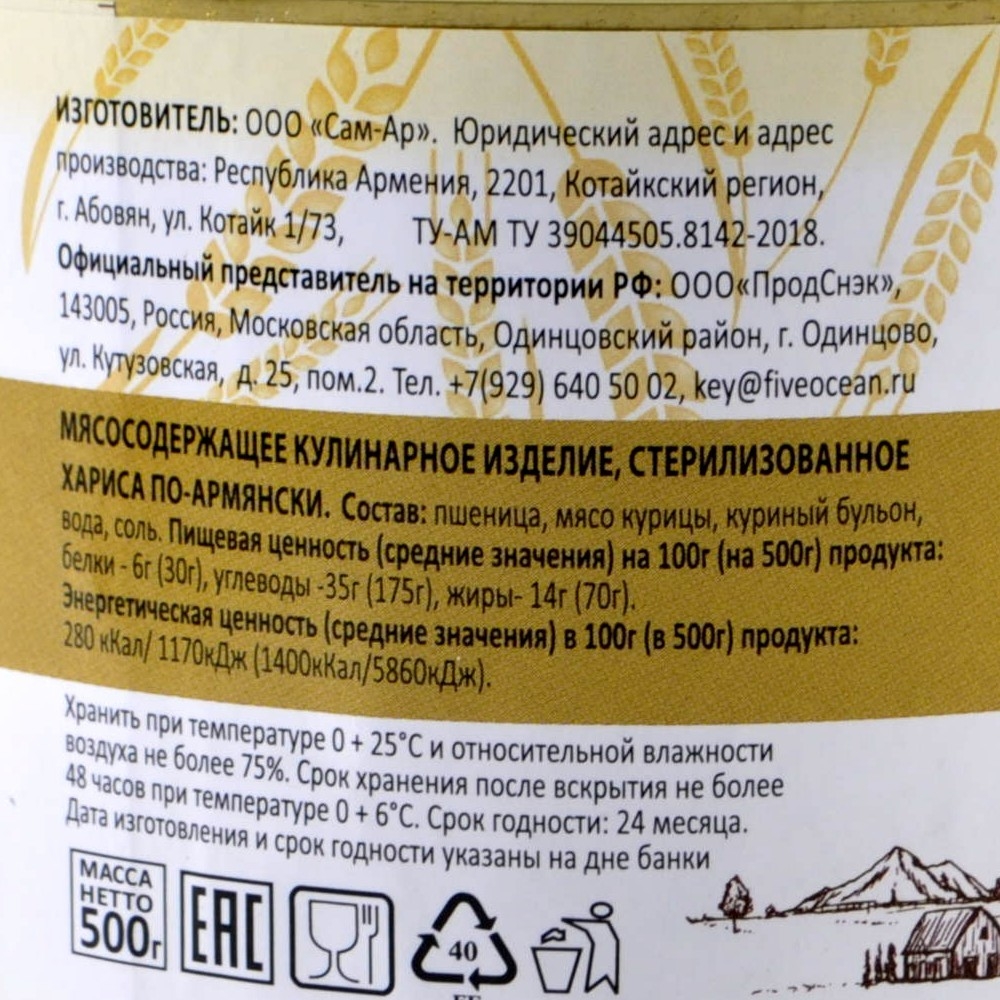 ИЗГОТОВИТЕЛЬ: ООО «Сам-Ар». Юридический адрес и адрес
производства: Республика Армения, 2201, Котайкский регион,
г. Абовян, ул. Котайк 1/73, ТУ-АМ ТУ 39044505.8142-2018.
Официальный представитель на территории РФ: ООО«ПродСнэк»,
143005, Россия, Московская область, Одинцовский район, г. Одинцово,
ул. Кутузовская, д. 25, пом.2. Тел. +7(929) 640 50 02, key@fiveocean.ru
МЯСОСОДЕРЖАЩЕЕ КУЛИНАРНОЕ ИЗДЕЛИЕ, СТЕРИЛИЗОВАННОЕ
ХАРИСА ПО-АРМЯНСКИ. Состав: пшеница, мясо курицы, куриный бульон,
вода, соль. Пищевая ценность (средние значения) на 100г (на 500г) продукта:
белки - 6г (30г), углеводы -35г (175г), жиры- 14г (70г).
Энергетическая ценность (средние значения) в 100г (в 500г) продукта:
280 кКал/ 1170кДж (1400кКал/5860кДж).
Хранить при температуре 0 + 25°С и относительной влажности
воздуха не более 75%. Срок хранения после вскрытия не более
48 часов при температуре 0 + 6°С. Срок годности: 24 месяца.
Дата изготовления и срок годности указаны на дне банки
МАССА
НЕТТО
500г
ЕАС
40